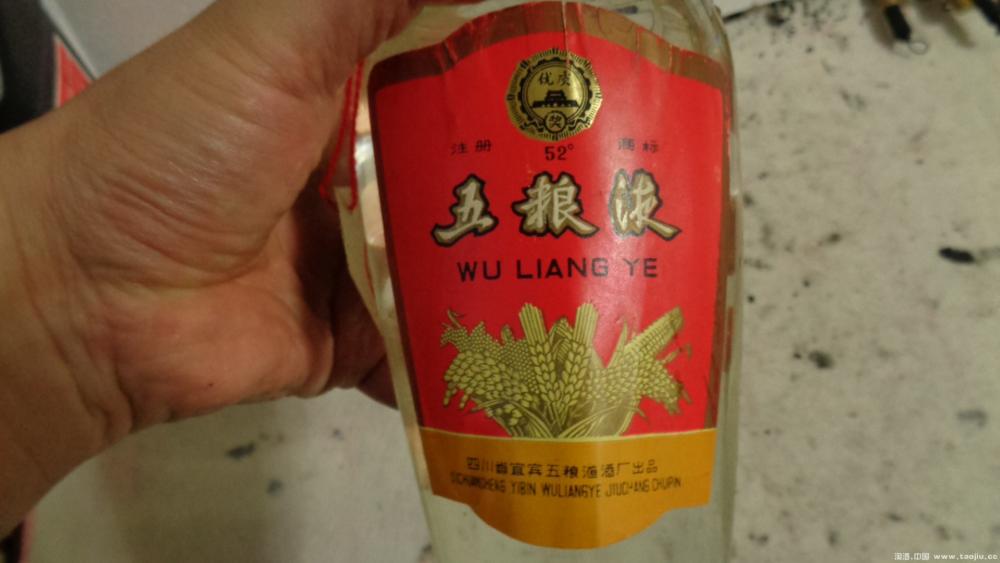 优质
奖
注册 52° 商标
五粮液
WU LIANG YE
四川省宜宾五粮液酒厂出品
SICHUANSHENG YIBIN WULIANGYE JIUCHANG CHUPIN
淘酒.中国 www.taojiu.cc